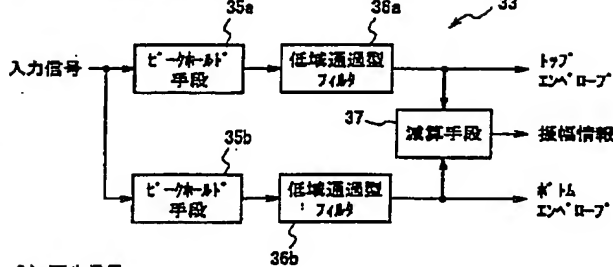 35a
36a
33
入力信号
ﾋﾟｰｸﾎｰﾙﾄﾞ
手段
低域通過型
ﾌｨﾙﾀ
ﾄｯﾌﾟ
ｴﾝﾍﾞﾛｰﾌﾟ
37
減算手段
振幅情報
35b
ﾋﾟｰｸﾎｰﾙﾄﾞ
手段
低域通過型
ﾌｨﾙﾀ
ﾎﾞﾄﾑ
ｴﾝﾍﾞﾛｰﾌﾟ
36b